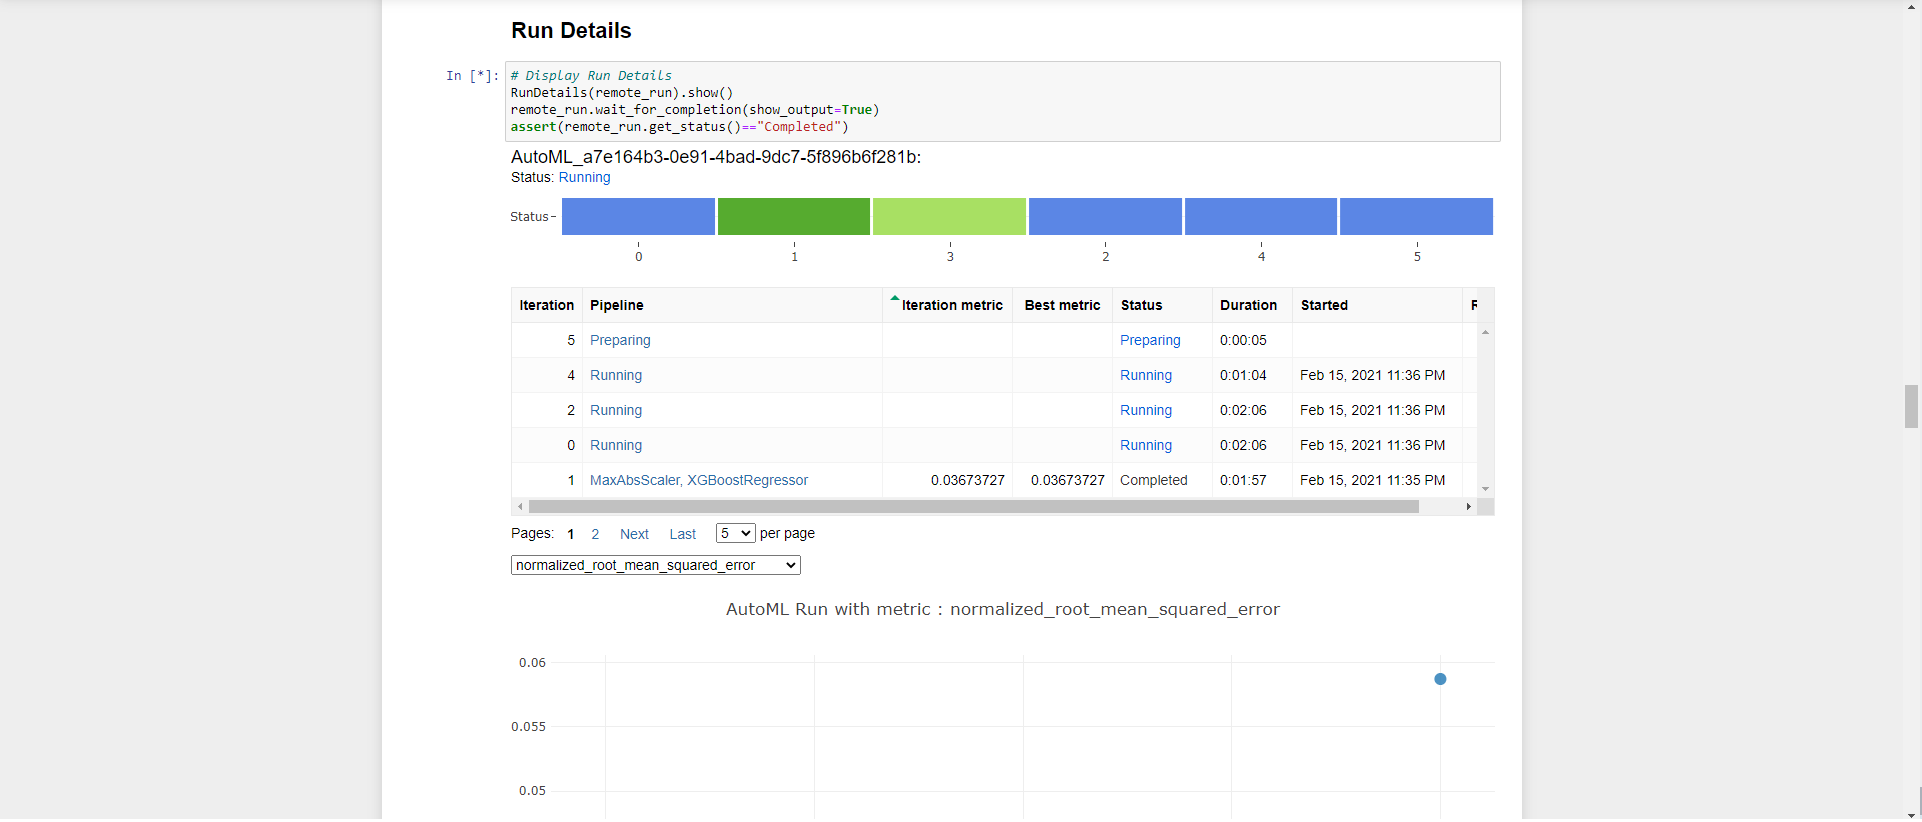 Run Details
In [*]:
# Display Run Details
RunDetails(remote_run).show()
remote_run.wait_for_completion(show_output=True)
assert(remote_run.get_status()=="Completed")
AutoML_a7e164b3-0e91-4bad-9dc7-5f896b6f281b:
Status: Running
Status
0 1 3 2 4 5
Iteration Pipeline Iteration metric Best metric Status Duration Started
5 Preparing Preparing 0:00:05
4 Running Running 0:01:04 Feb 15, 2021 11:36 PM
2 Running Running 0:02:06 Feb 15, 2021 11:36 PM
0 Running Running 0:02:06 Feb 15, 2021 11:36 PM
1 MaxAbsScaler, XGBoostRegressor 0.03673727 0.03673727 Completed 0:01:57 Feb 15, 2021 11:35 PM
Pages: 1 2 Next Last 5 per page
normalized_root_mean_squared_error
AutoML Run with metric : normalized_root_mean_squared_error
0.06
0.055
0.05